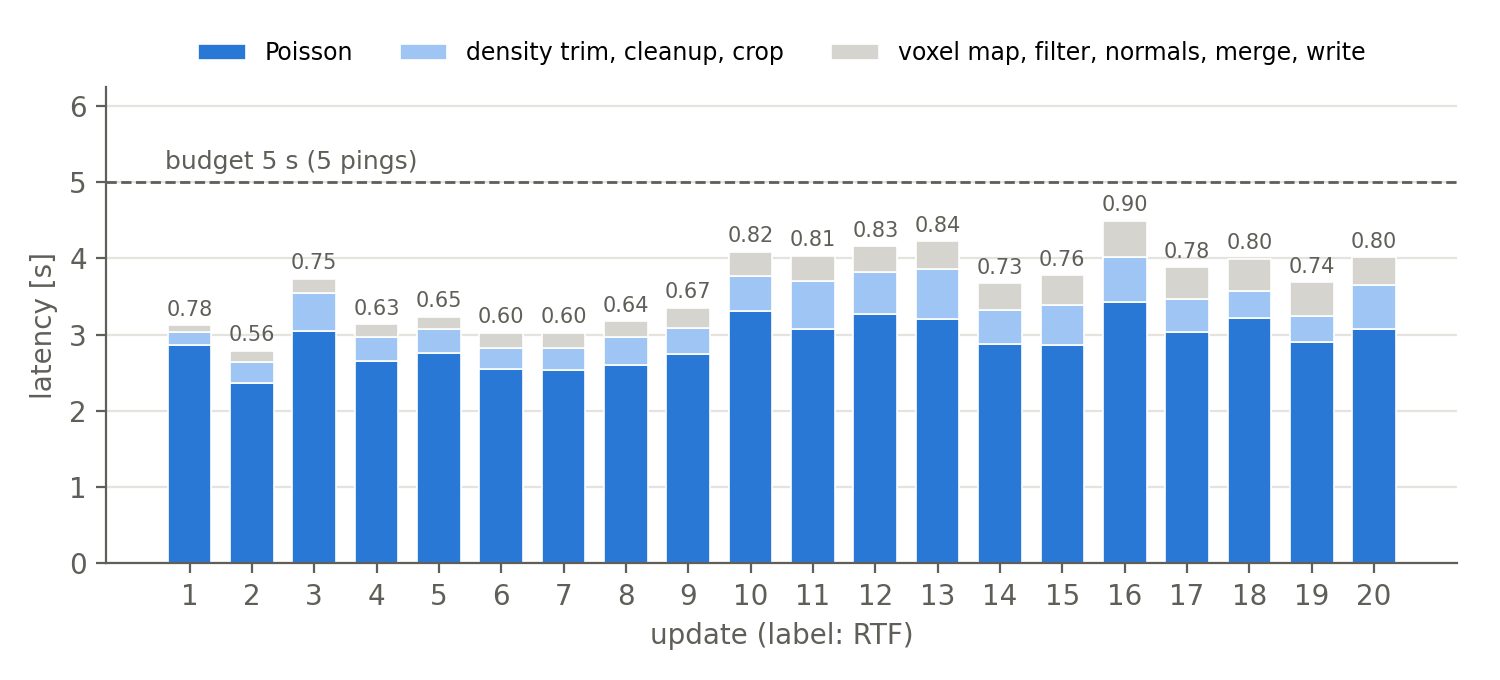 Poisson density trim, cleanup, crop voxel map, filter, normals, merge, write
latency [s]
6
5
4
3
2
1
0
budget 5 s (5 pings)
0.78 0.56 0.75 0.63 0.65 0.60 0.60 0.64 0.67 0.82 0.81 0.83 0.84 0.73 0.76 0.90 0.78 0.80 0.74 0.80
1 2 3 4 5 6 7 8 9 10 11 12 13 14 15 16 17 18 19 20
update (label: RTF)